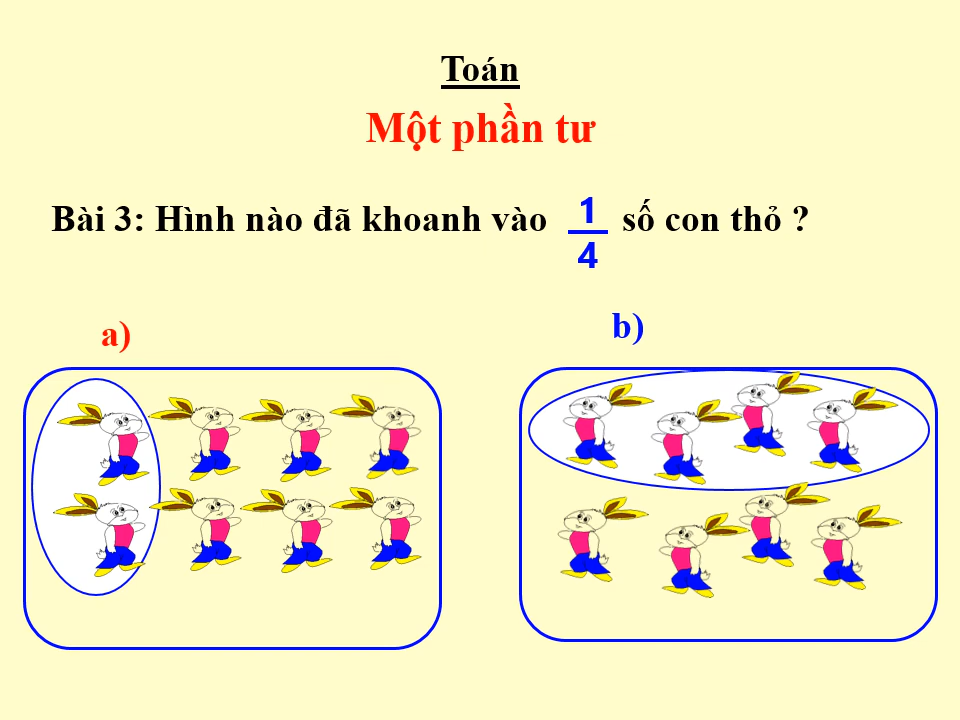 Toán
Một phần tư
Bài 3: Hình nào đã khoanh vào 1/4 số con thỏ ?
a)
b)